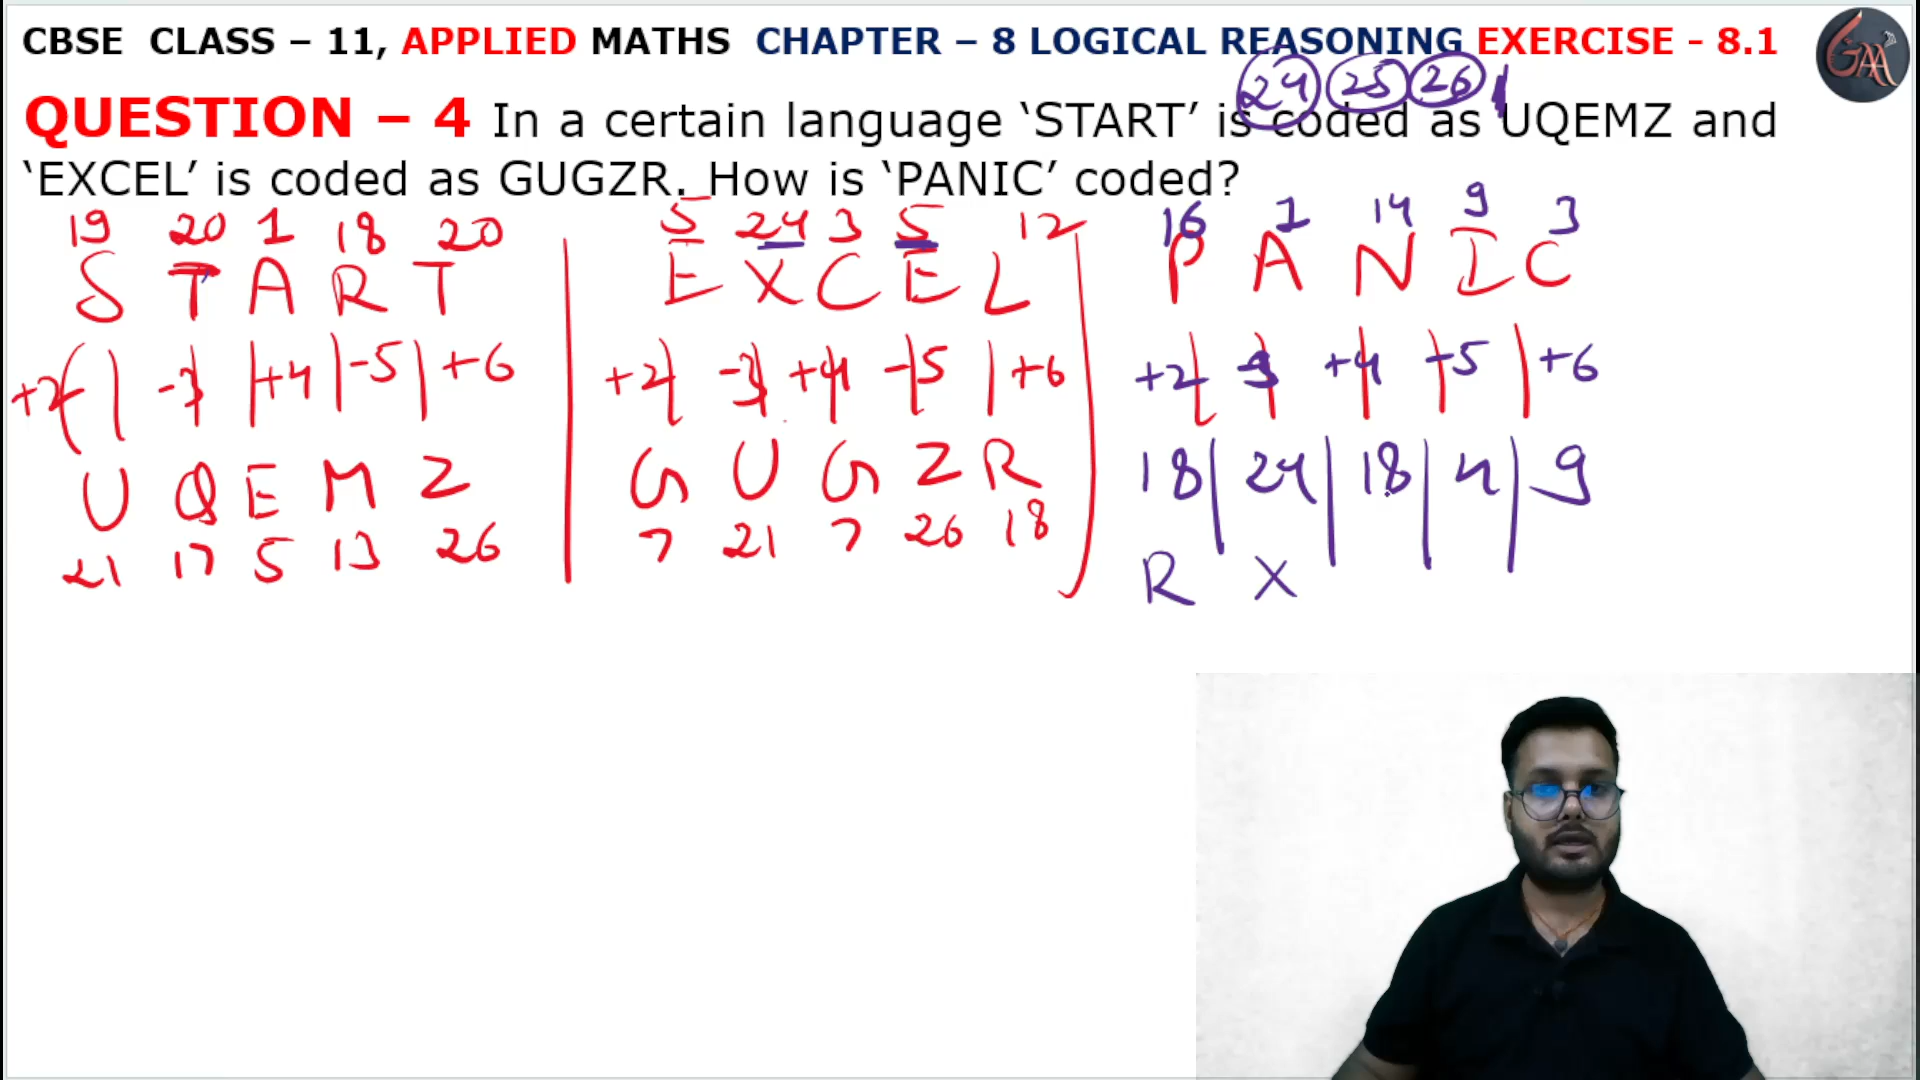 CBSE CLASS – 11, APPLIED MATHS CHAPTER – 8 LOGICAL REASONING EXERCISE - 8.1
GAA
24 25 26 1
QUESTION – 4 In a certain language ‘START’ is coded as UQEMZ and
‘EXCEL’ is coded as GUGZR. How is ‘PANIC’ coded?
19 20 1 18 20 5 24 3 5 12 16 1 14 9 3
S T A R T E X C E L P A N I C
+2 -3 +4 -5 +6 +2 -3 +4 -5 +6 +2 -3 +4 -5 +6
U Q E M Z G U G Z R 18 24 18 4 9
21 17 5 13 26 7 21 7 26 18 R X